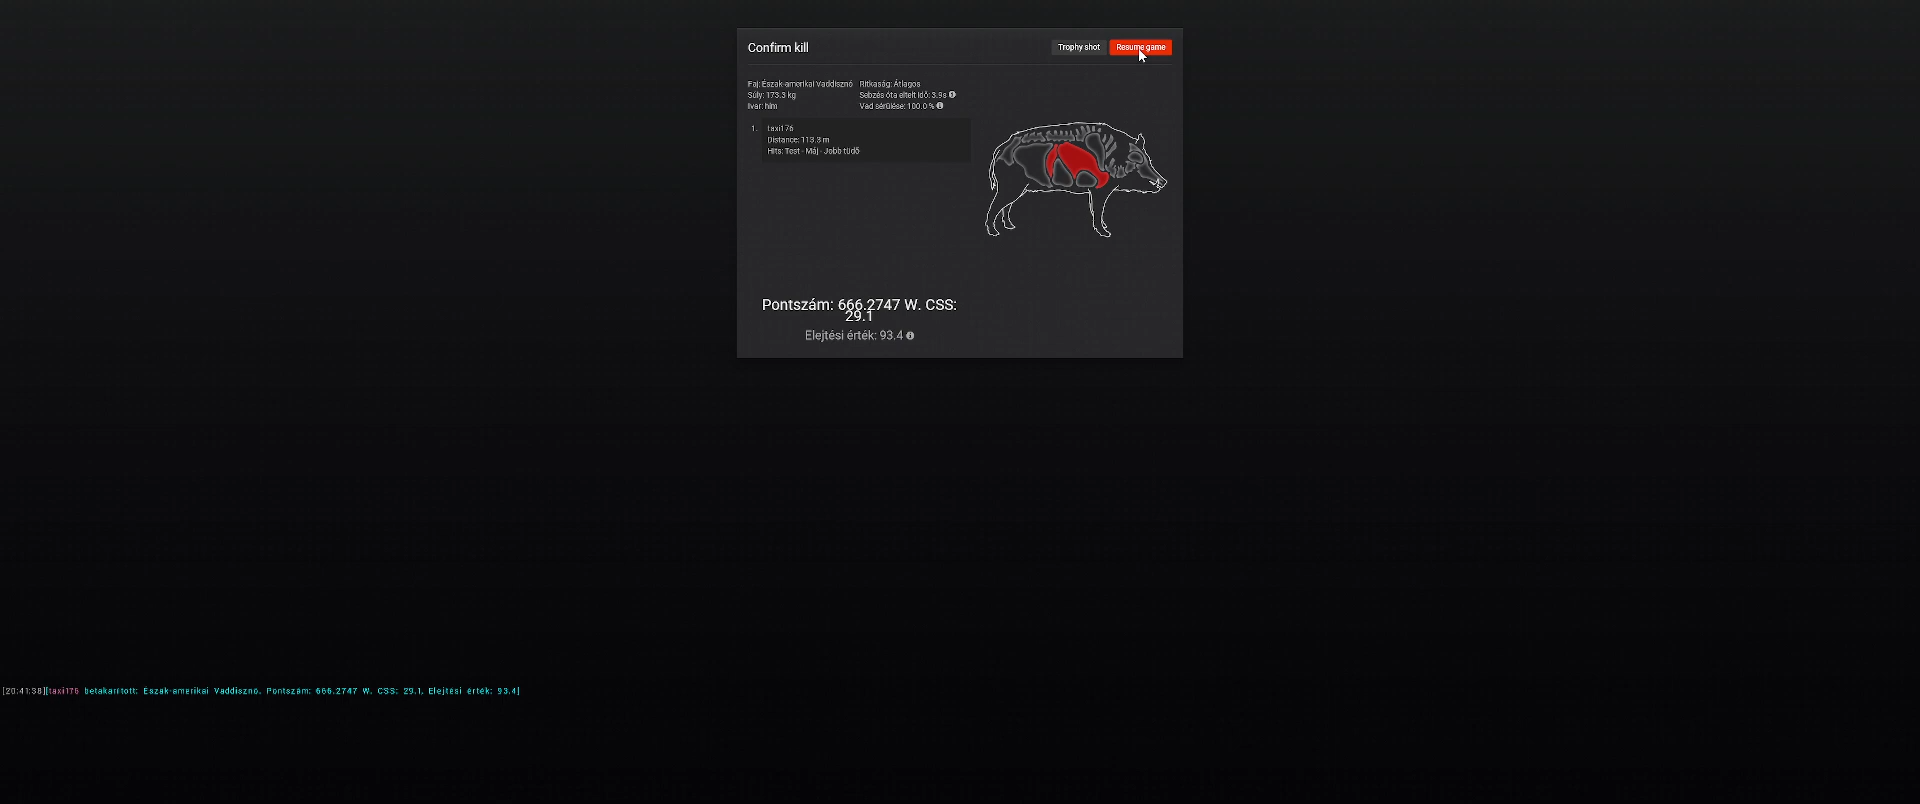 Confirm kill
Trophy shot
Resume game
Faj: Észak-amerikai Vaddisznó
Ritkaság: Átlagos
Súly: 173.3 kg
Sebzés óta eltelt idő: 3.9s
Ivar: hím
Vad sérülése: 100.0 %
1. taxi176
Distance: 113.3 m
Hits: Test - Máj - Jobb tüdő
Pontszám: 666.2747 W. CSS:
29.1
Elejtési érték: 93.4
[20:41:38][taxi176 betakarított: Észak-amerikai Vaddisznó, Pontszám: 666.2747 W. CSS: 29.1, Elejtési érték: 93.4]